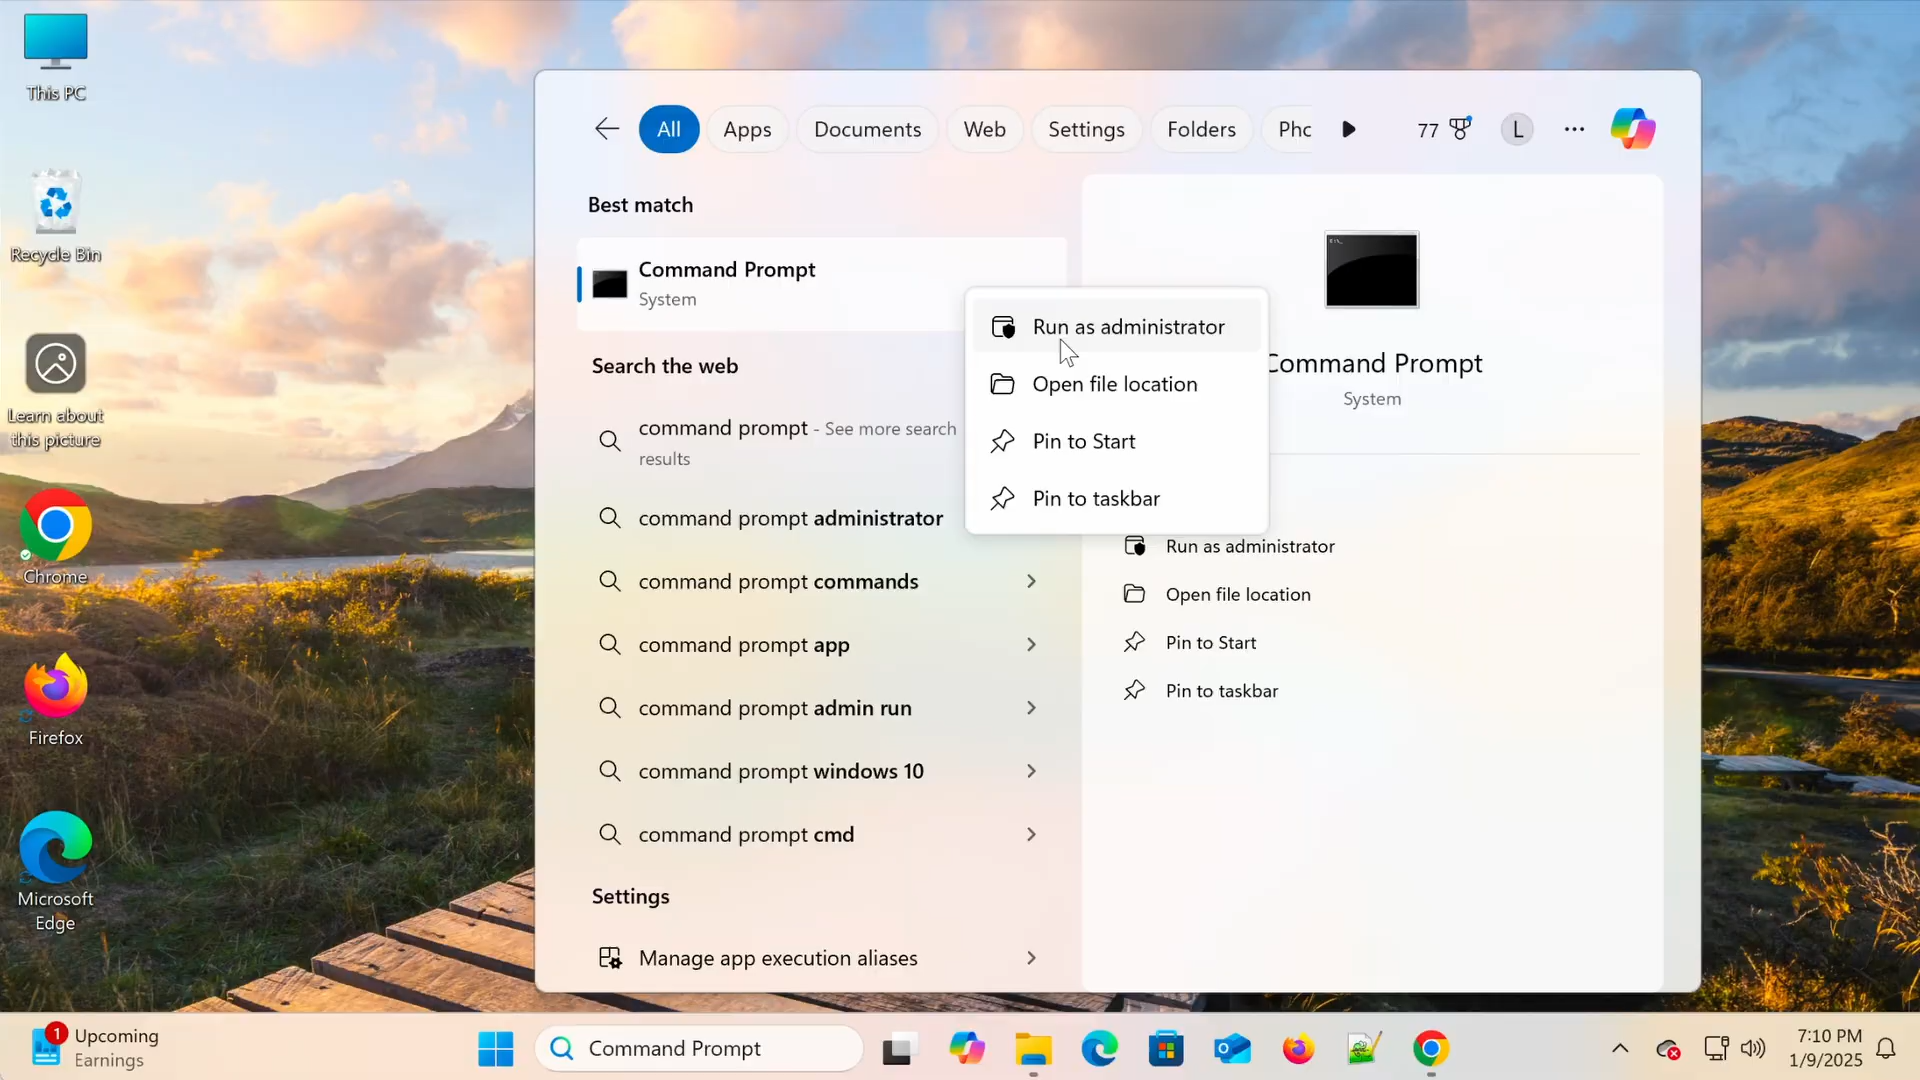 This PC
Recycle Bin
Learn about
this picture
Chrome
Firefox
Microsoft
Edge
All
Apps
Documents
Web
Settings
Folders
Phc
77
L
Best match
Command Prompt
System
Search the web
command prompt - See more search
results
command prompt administrator
command prompt commands
command prompt app
command prompt admin run
command prompt windows 10
command prompt cmd
Settings
Manage app execution aliases
Run as administrator
Open file location
Pin to Start
Pin to taskbar
Command Prompt
System
Run as administrator
Open file location
Pin to Start
Pin to taskbar
1
Upcoming
Earnings
Command Prompt
7:10 PM
1/9/2025